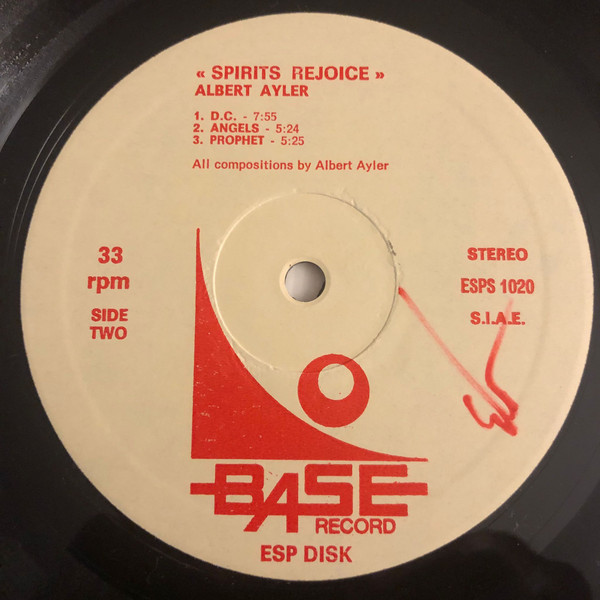 « SPIRITS REJOICE »
ALBERT AYLER
1. D.C. - 7:55
2. ANGELS - 5:24
3. PROPHET - 5:25
All compositions by Albert Ayler
33
rpm
SIDE
TWO
STEREO
ESPS 1020
S.I.A.E.
BASE
RECORD
ESP DISK